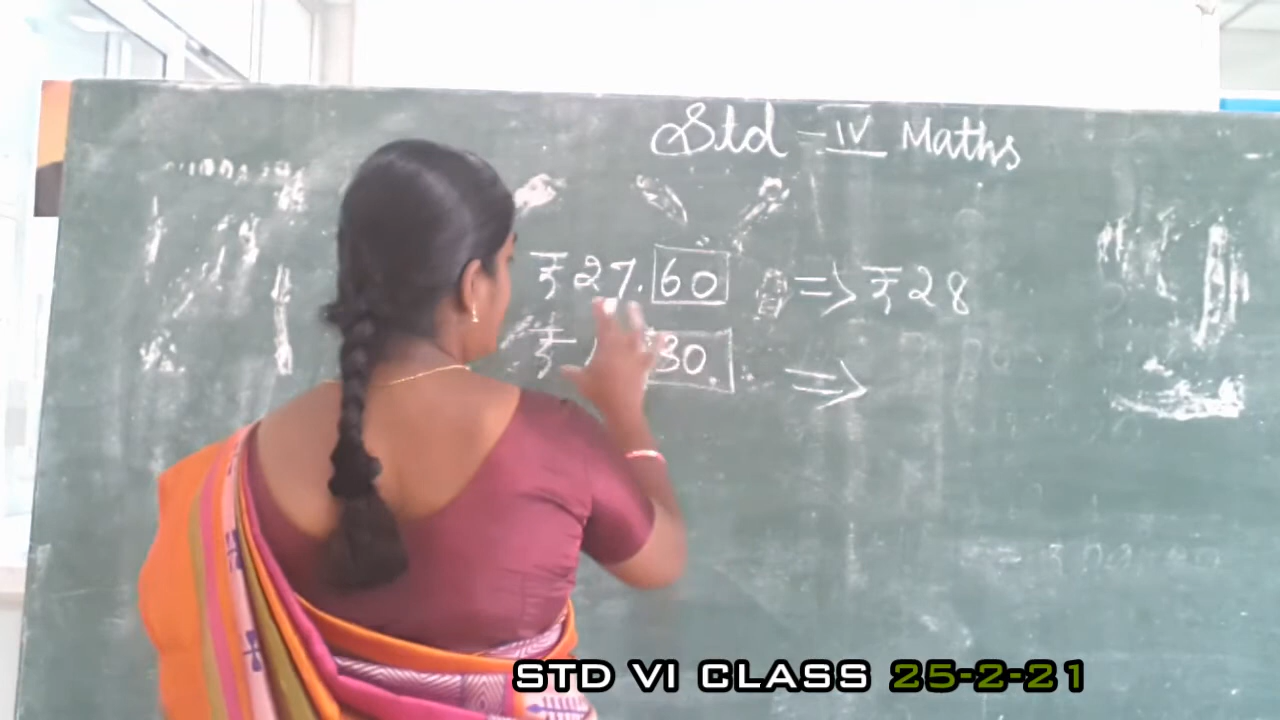 Std - IV Maths
₹27.60 => ₹28
₹ 30 =>
STD VI CLASS 25-2-21